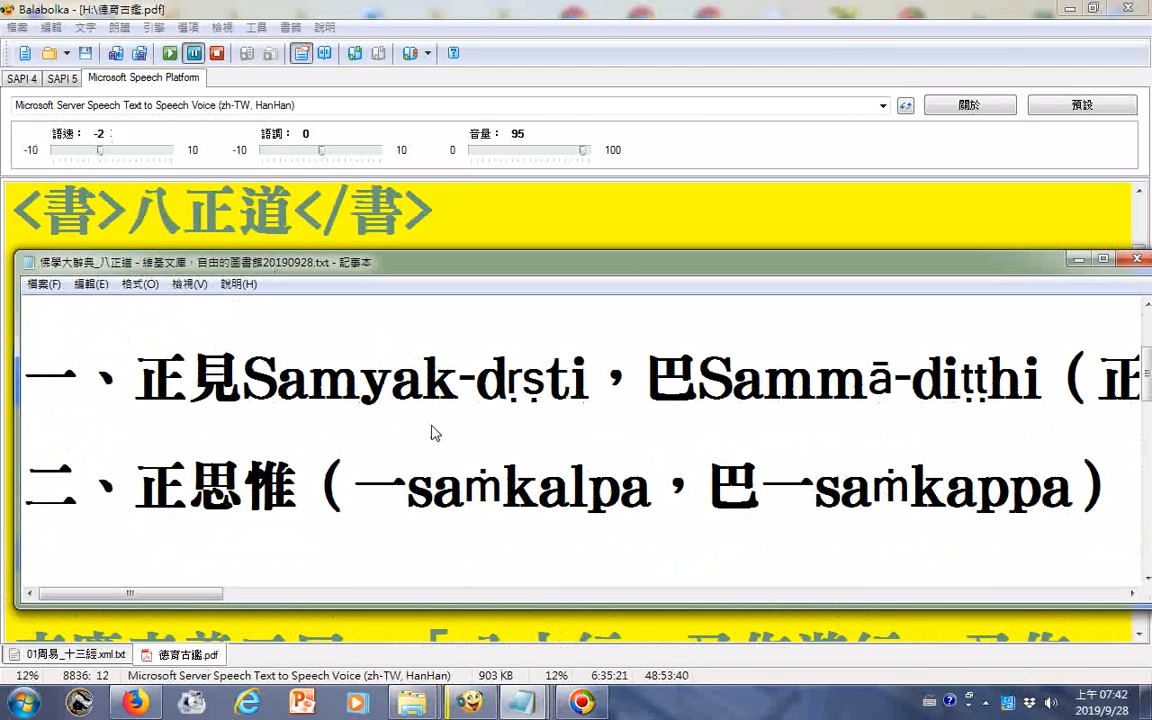 Balabolka - [H:\德育古鑑.pdf]
檔案 編輯 文字 朗讀 引擎 選項 檢視 工具 書籤 說明
SAPI 4 SAPI 5 Microsoft Speech Platform
Microsoft Server Speech Text to Speech Voice (zh-TW, HanHan) 關於 預設
語速： -2 語調： 0 音量： 95
-10 10 -10 10 0 100
<書>八正道</書>
佛學大辭典_八正道 - 維基文庫，自由的圖書館20190928.txt - 記事本
檔案(F) 編輯(E) 格式(O) 檢視(V) 說明(H)
一、正見Samyak-dṛṣti，巴Sammā-diṭṭhi（正
二、正思惟（一saṁkalpa，巴一saṁkappa）
01周易_十三經.xml.txt 德育古鑑.pdf
12% 8836: 12 Microsoft Server Speech Text to Speech Voice (zh-TW, HanHan) 903 KB 12% 6:35:21 48:53:40
上午 07:42
2019/9/28